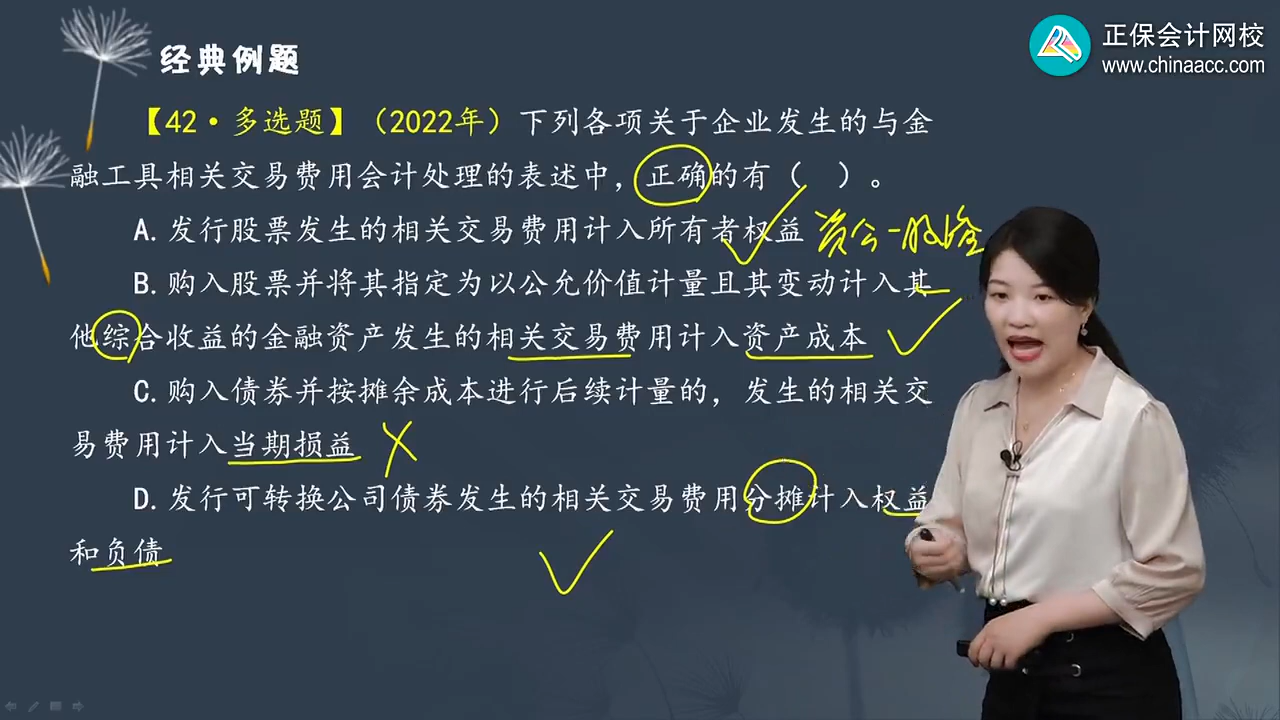 经典例题
正保会计网校
www.chinaacc.com
【42·多选题】(2022年)下列各项关于企业发生的与金
融工具相关交易费用会计处理的表述中，正确的有（ ）。
A.发行股票发生的相关交易费用计入所有者权益 资公-股溢
B.购入股票并将其指定为以公允价值计量且其变动计入其
他综合收益的金融资产发生的相关交易费用计入资产成本
C.购入债券并按摊余成本进行后续计量的，发生的相关交
易费用计入当期损益
D.发行可转换公司债券发生的相关交易费用分摊计入权益
和负债